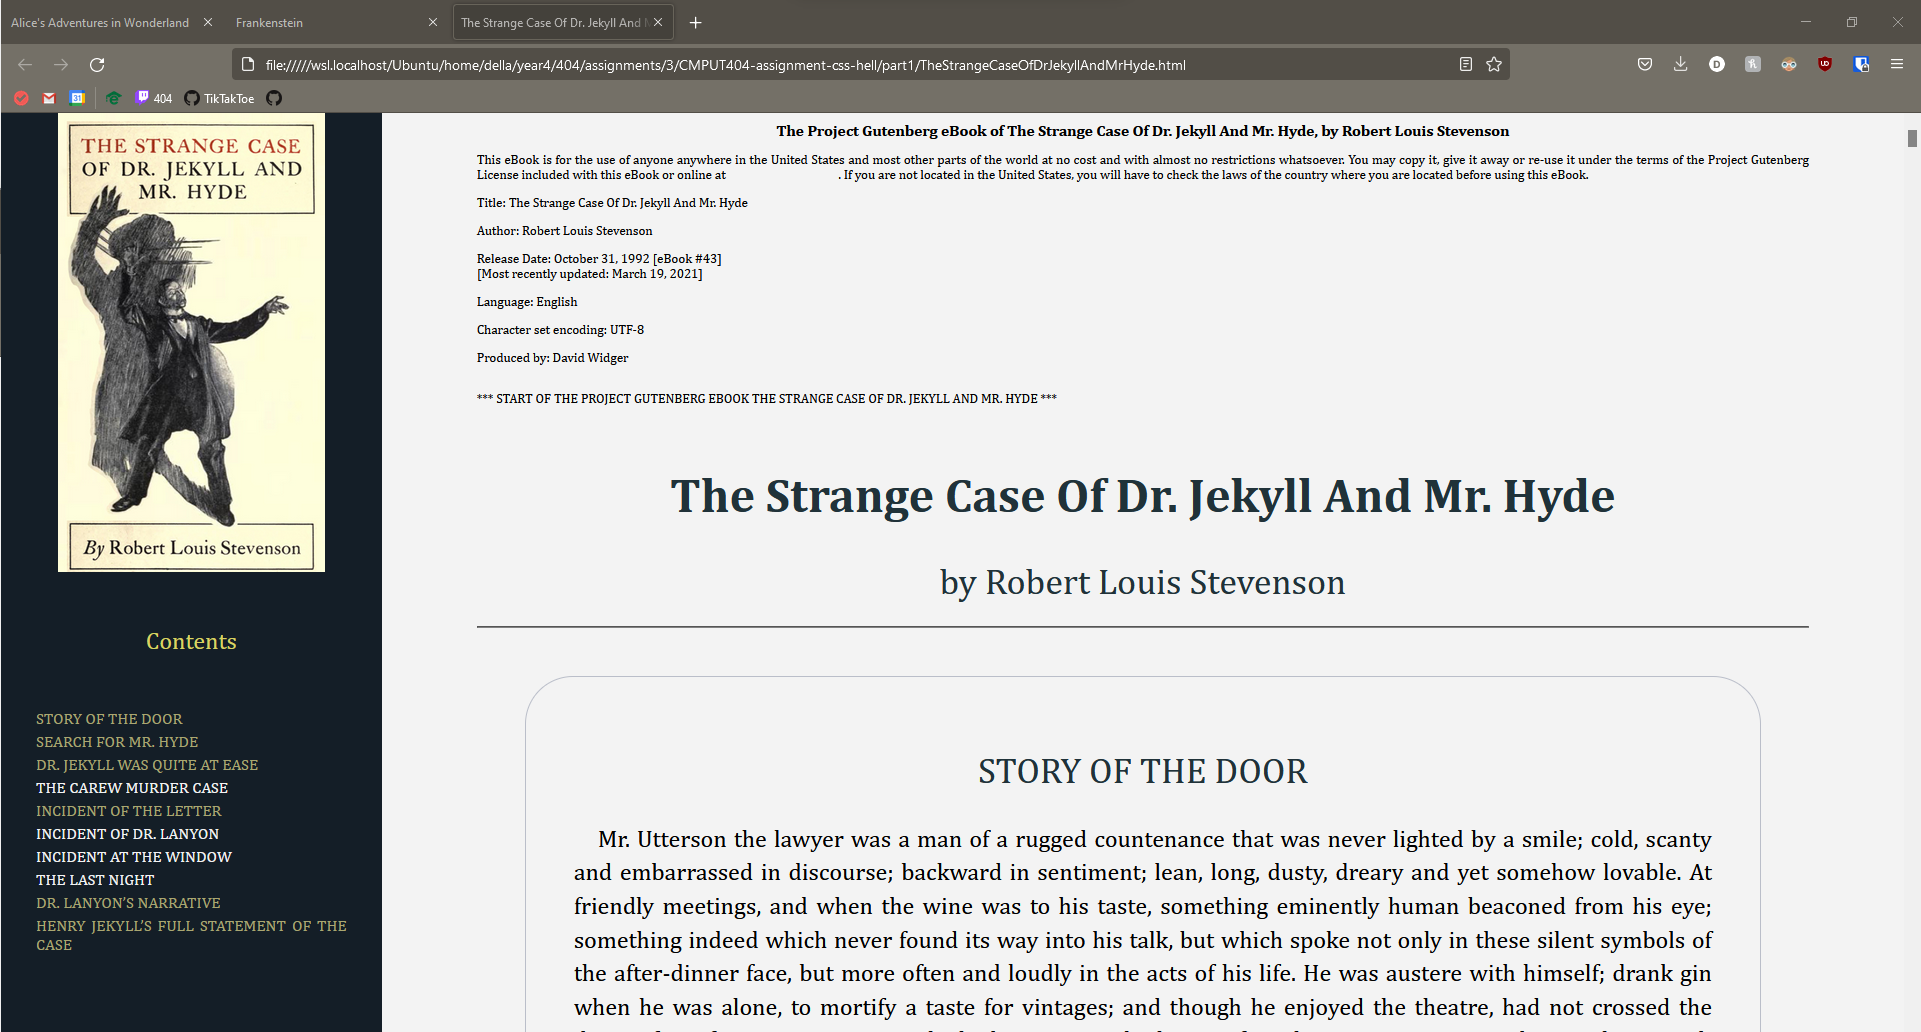 Alice's Adventures in Wonderland
Frankenstein
The Strange Case Of Dr. Jekyll And
file://///wsl.localhost/Ubuntu/home/della/year4/404/assignments/3/CMPUT404-assignment-css-hell/part1/TheStrangeCaseOfDrJekyllAndMrHyde.html
D
31
404
TikTakToe
THE STRANGE CASE
OF DR. JEKYLL AND
MR. HYDE
By Robert Louis Stevenson
Contents
STORY OF THE DOOR
SEARCH FOR MR. HYDE
DR. JEKYLL WAS QUITE AT EASE
THE CAREW MURDER CASE
INCIDENT OF THE LETTER
INCIDENT OF DR. LANYON
INCIDENT AT THE WINDOW
THE LAST NIGHT
DR. LANYON’S NARRATIVE
HENRY JEKYLL’S FULL STATEMENT OF THE
CASE
The Project Gutenberg eBook of The Strange Case Of Dr. Jekyll And Mr. Hyde, by Robert Louis Stevenson
This eBook is for the use of anyone anywhere in the United States and most other parts of the world at no cost and with almost no restrictions whatsoever. You may copy it, give it away or re-use it under the terms of the Project Gutenberg
License included with this eBook or online at . If you are not located in the United States, you will have to check the laws of the country where you are located before using this eBook.
Title: The Strange Case Of Dr. Jekyll And Mr. Hyde
Author: Robert Louis Stevenson
Release Date: October 31, 1992 [eBook #43]
[Most recently updated: March 19, 2021]
Language: English
Character set encoding: UTF-8
Produced by: David Widger
*** START OF THE PROJECT GUTENBERG EBOOK THE STRANGE CASE OF DR. JEKYLL AND MR. HYDE ***
The Strange Case Of Dr. Jekyll And Mr. Hyde
by Robert Louis Stevenson
STORY OF THE DOOR
Mr. Utterson the lawyer was a man of a rugged countenance that was never lighted by a smile; cold, scanty
and embarrassed in discourse; backward in sentiment; lean, long, dusty, dreary and yet somehow lovable. At
friendly meetings, and when the wine was to his taste, something eminently human beaconed from his eye;
something indeed which never found its way into his talk, but which spoke not only in these silent symbols of
the after-dinner face, but more often and loudly in the acts of his life. He was austere with himself; drank gin
when he was alone, to mortify a taste for vintages; and though he enjoyed the theatre, had not crossed the